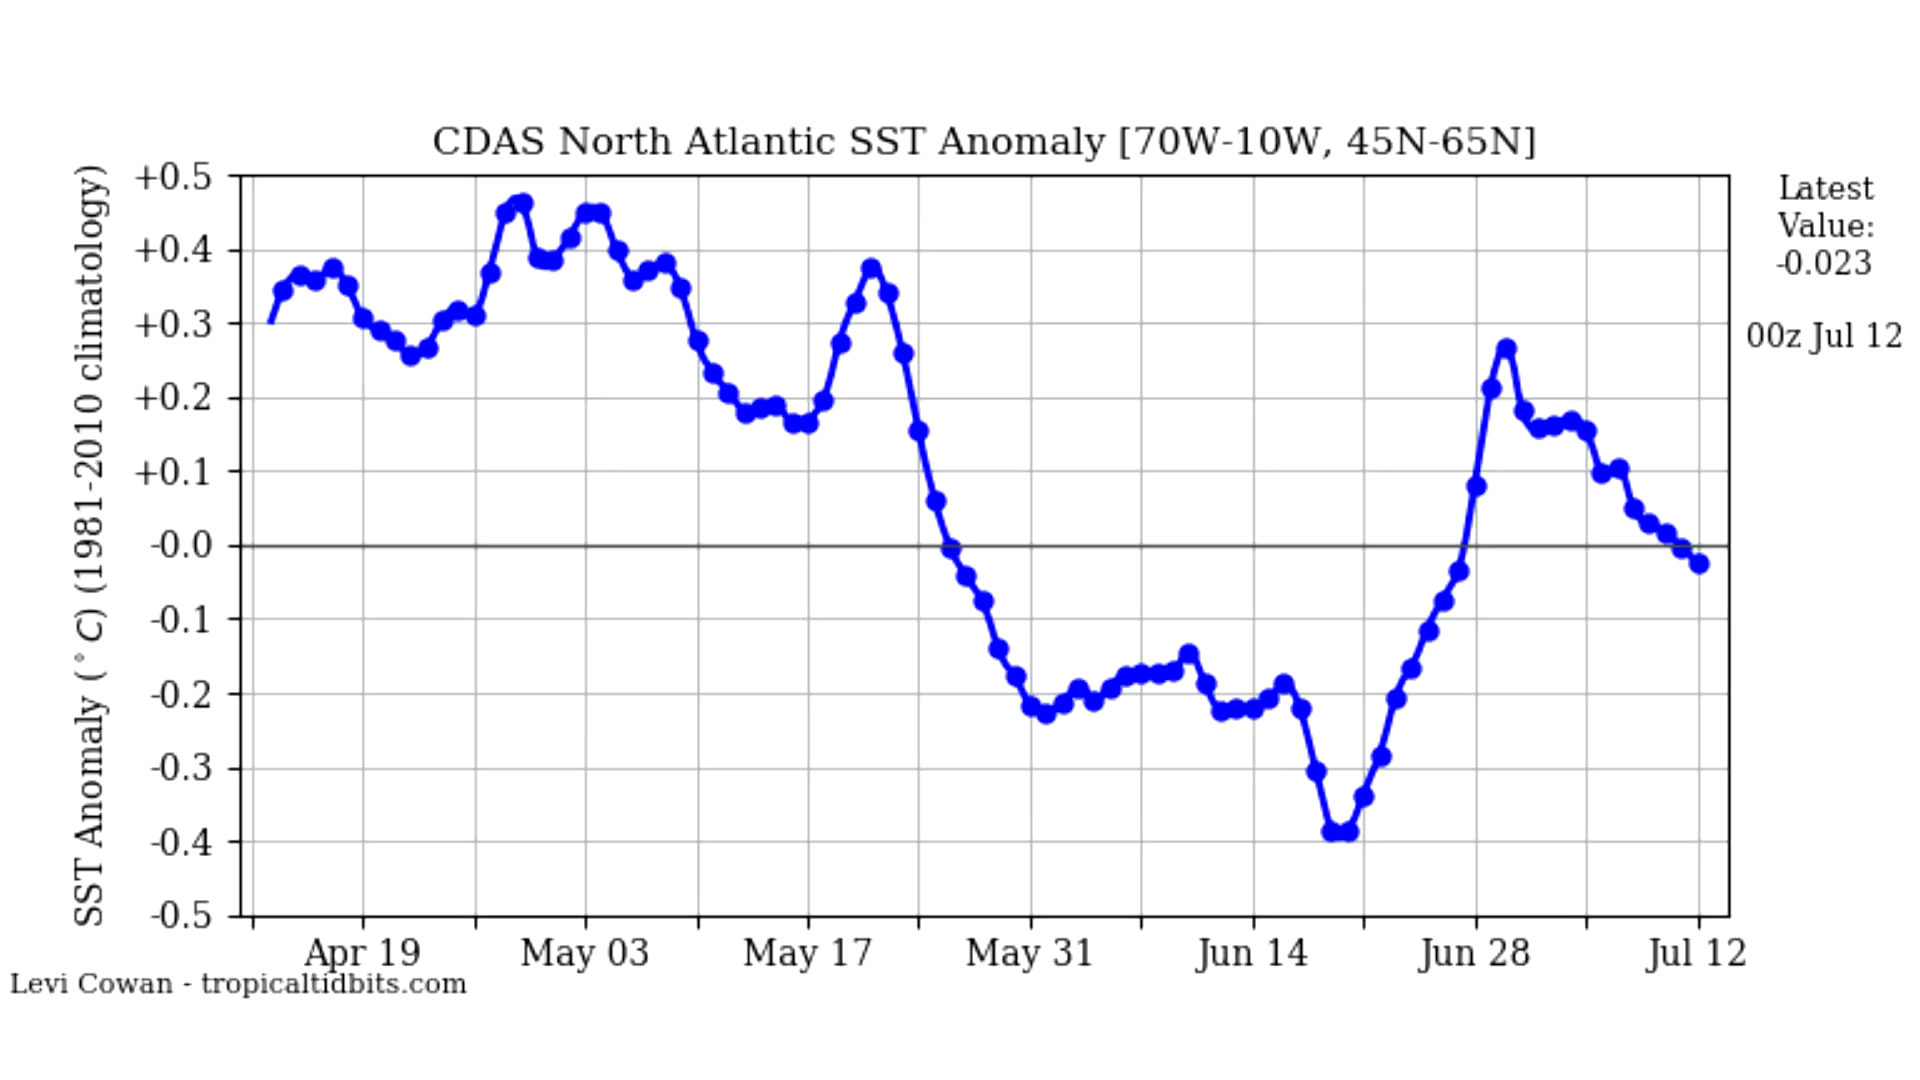 CDAS North Atlantic SST Anomaly [70W-10W, 45N-65N]
SST Anomaly (°C) (1981-2010 climatology)
+0.5
+0.4
+0.3
+0.2
+0.1
-0.0
-0.1
-0.2
-0.3
-0.4
-0.5
Apr 19 May 03 May 17 May 31 Jun 14 Jun 28 Jul 12
Latest
Value:
-0.023
00z Jul 12
Levi Cowan - tropicaltidbits.com